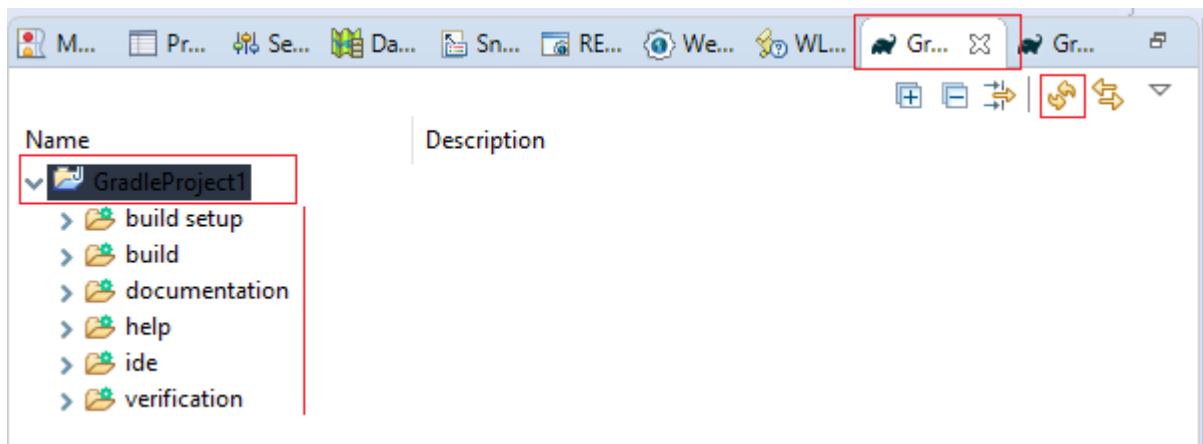 M... Pr... Se... Da... Sn... RE... We... WL... Gr... Gr...
Name Description
GradleProject1
build setup
build
documentation
help
ide
verification